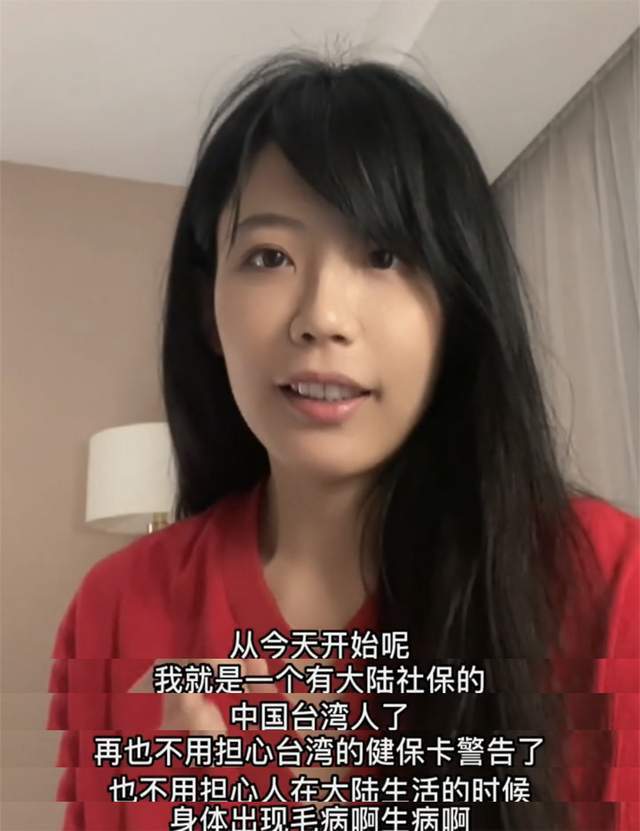 从今天开始呢
我就是一个有大陆社保的
中国台湾人了
再也不用担心台湾的健保卡警告了
也不用担心人在大陆生活的时候
身体出现毛病啊生病啊